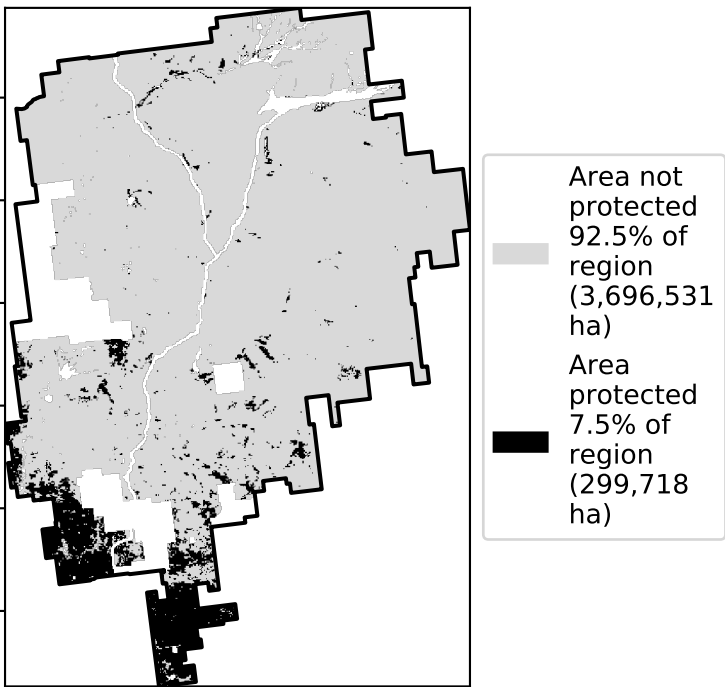 Area not
protected
92.5% of
region
(3,696,531
ha)
Area
protected
7.5% of
region
(299,718
ha)